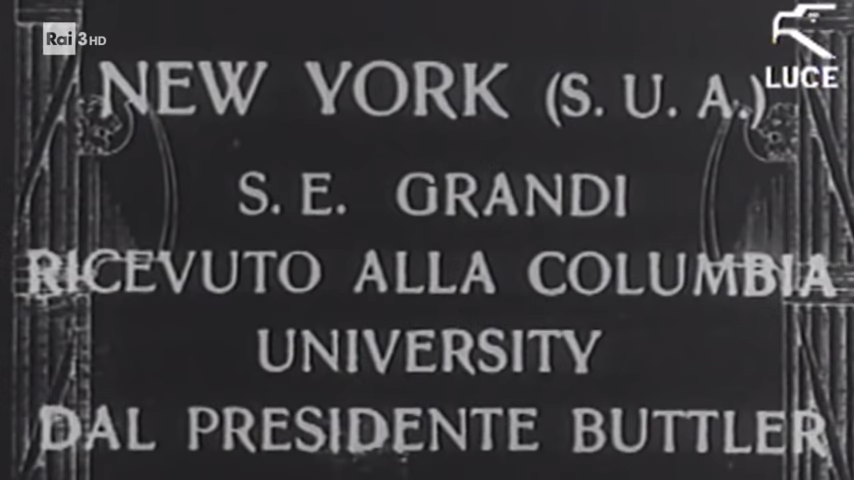 Rai 3HD
LUCE
NEW YORK (S. U. A.)
S. E. GRANDI
RICEVUTO ALLA COLUMBIA
UNIVERSITY
DAL PRESIDENTE BUTTLER